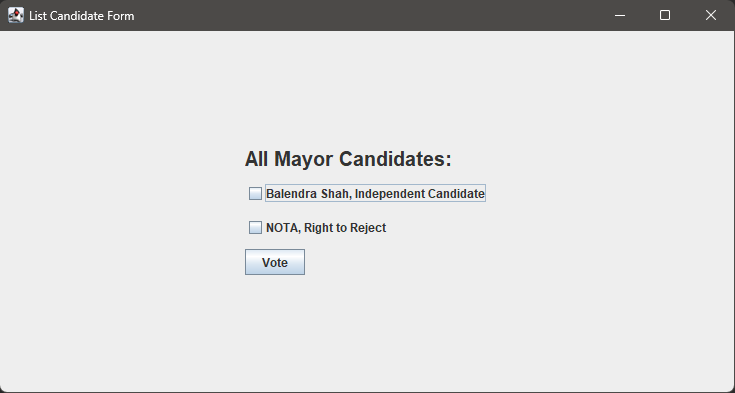 List Candidate Form
All Mayor Candidates:
Balendra Shah, Independent Candidate
NOTA, Right to Reject
Vote